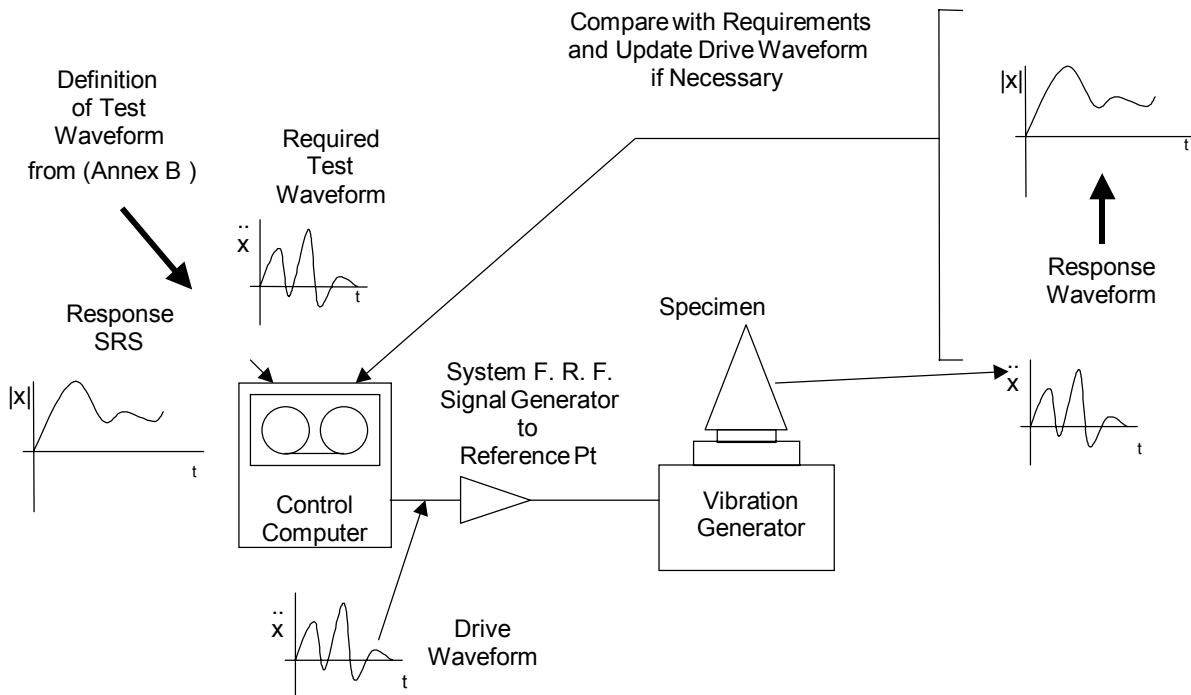 Definition
of Test
Waveform
from (Annex B )
Response
SRS
|x|
t
Required
Test
Waveform
ẍ
t
Compare with Requirements
and Update Drive Waveform
if Necessary
Control
Computer
ẍ
t
Drive
Waveform
System F. R. F.
Signal Generator
to
Reference Pt
Specimen
Vibration
Generator
|x|
t
Response
Waveform
ẍ
t